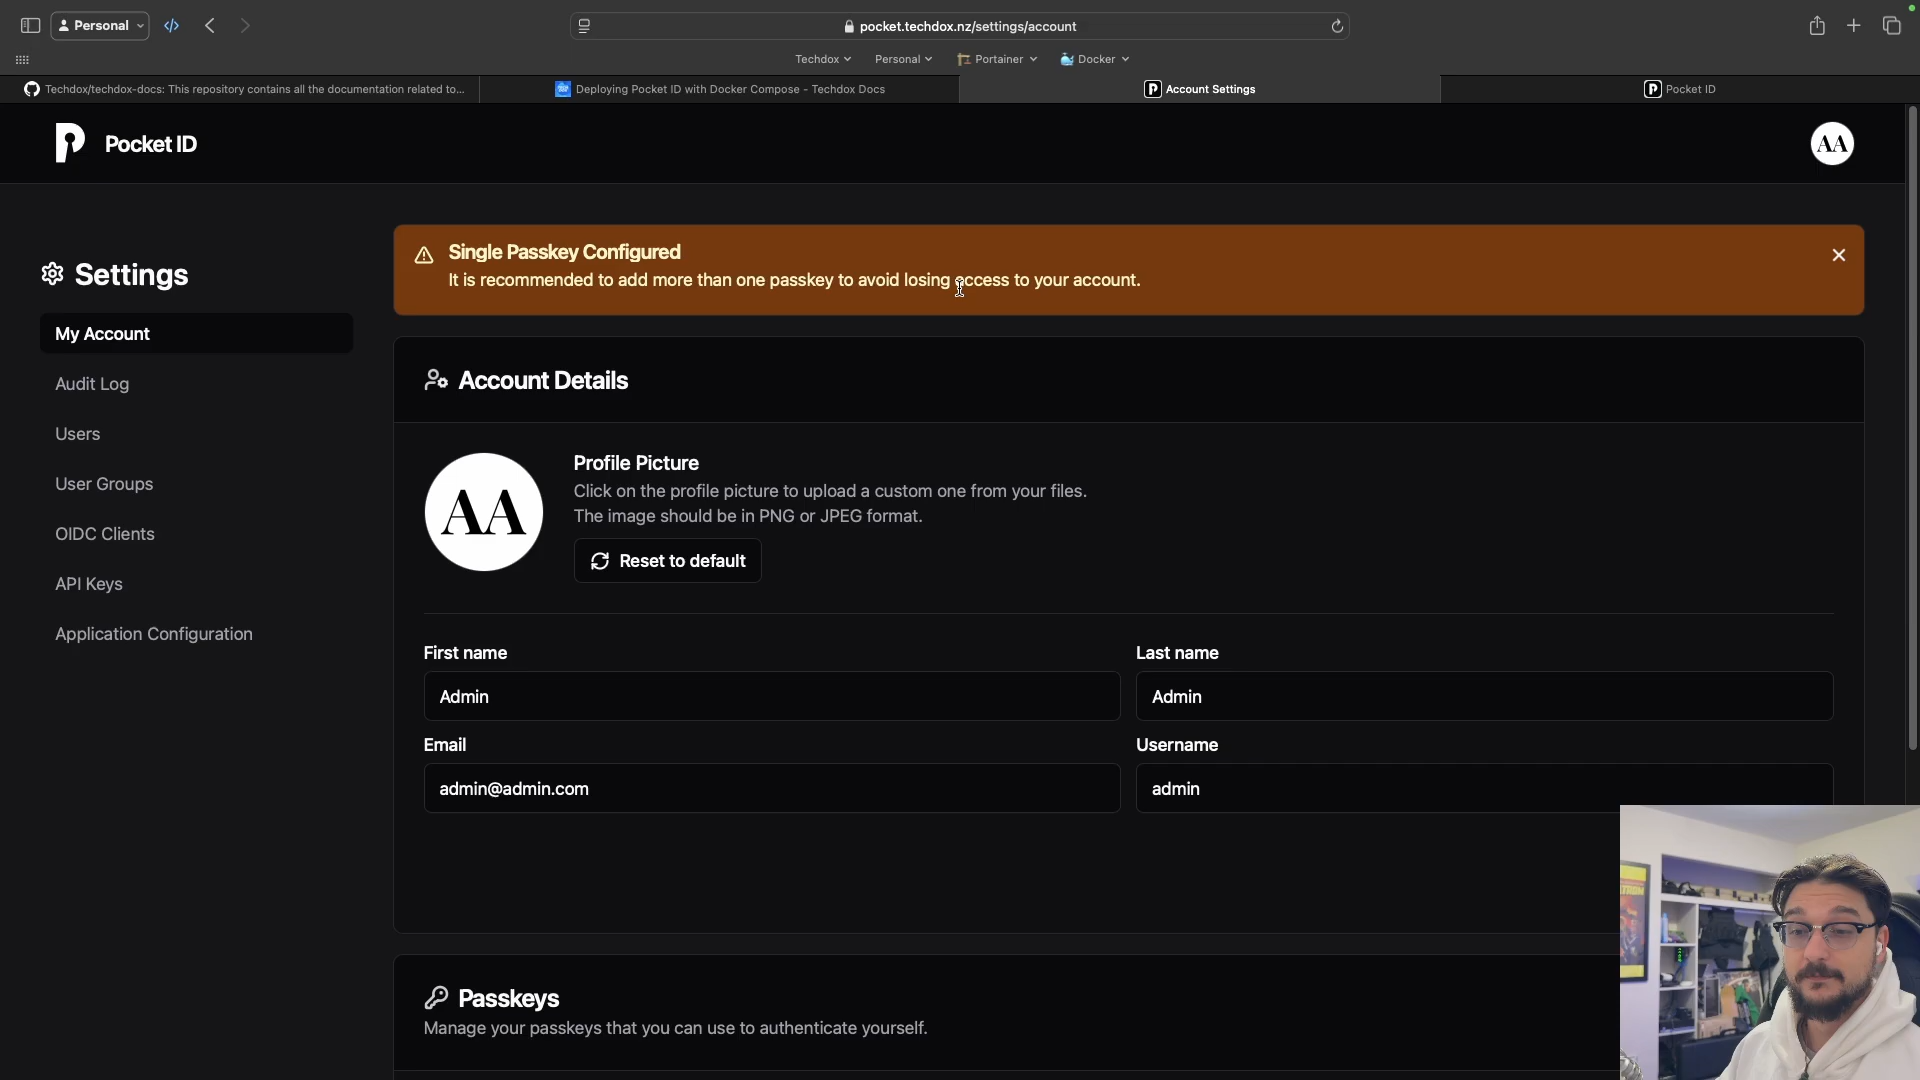 Personal
pocket.techdox.nz/settings/account
Techdox
Personal
Portainer
Docker
Techdox/techdox-docs: This repository contains all the documentation related to...
Deploying Pocket ID with Docker Compose - Techdox Docs
Account Settings
Pocket ID
Pocket ID
AA
Settings
My Account
Audit Log
Users
User Groups
OIDC Clients
API Keys
Application Configuration
Single Passkey Configured
It is recommended to add more than one passkey to avoid losing access to your account.
Account Details
AA
Profile Picture
Click on the profile picture to upload a custom one from your files.
The image should be in PNG or JPEG format.
Reset to default
First name
Last name
Admin
Admin
Email
Username
admin@admin.com
admin
Passkeys
Manage your passkeys that you can use to authenticate yourself.